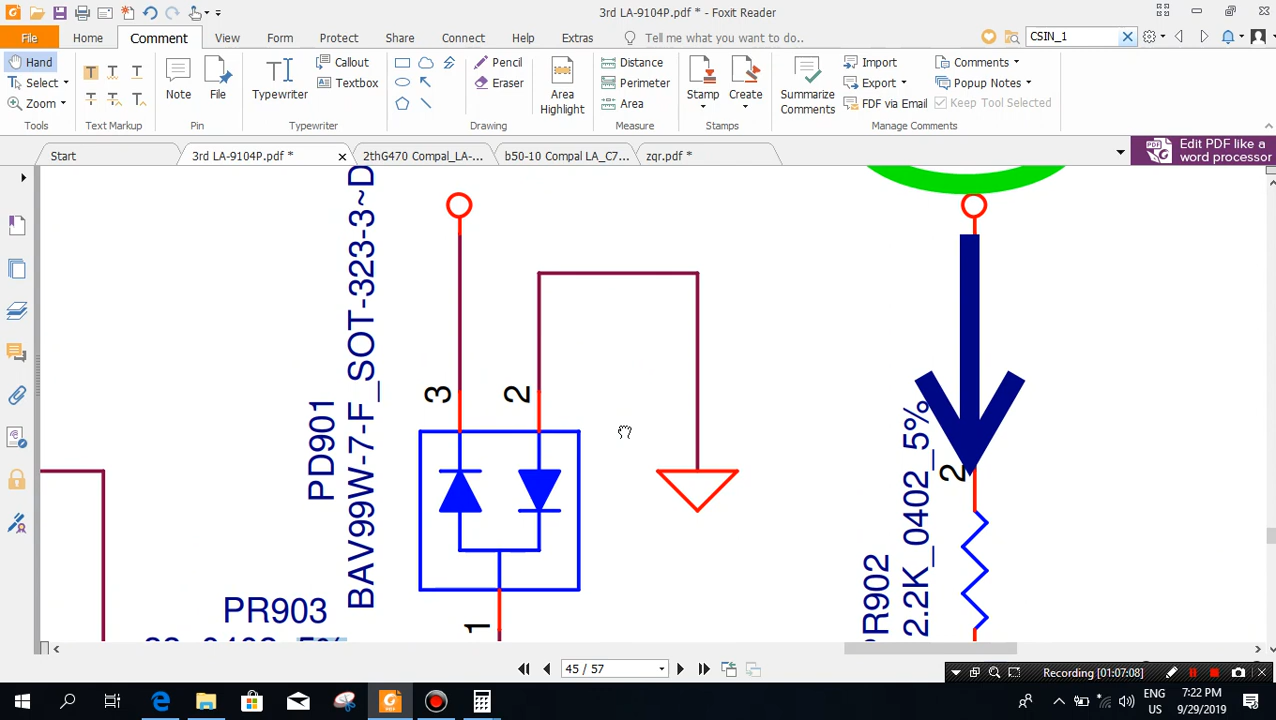 3rd LA-9104P.pdf * - Foxit Reader
File Home Comment View Form Protect Share Connect Help Extras Tell me what you want to do.. CSIN_1
Hand
Select
Zoom
Tools
Text Markup
Note
File
Pin
Typewriter
Callout
Textbox
Typewriter
Pencil
Eraser
Drawing
Area Highlight
Distance
Perimeter
Area
Measure
Stamp
Create
Stamps
Summarize Comments
Import
Export
FDF via Email
Comments
Popup Notes
Keep Tool Selected
Manage Comments
Start
3rd LA-9104P.pdf *
2thG470 Compal_LA-...
b50-10 Compal LA_C7...
zqr.pdf *
Edit PDF like a word processor
3
2
1
PD901
BAV99W-7-F_SOT-323-3~D
PR903
2
PR902
2.2K_0402_5%
45 / 57
Recording [01:07:08]
ENG
US
7:22 PM
9/29/2019